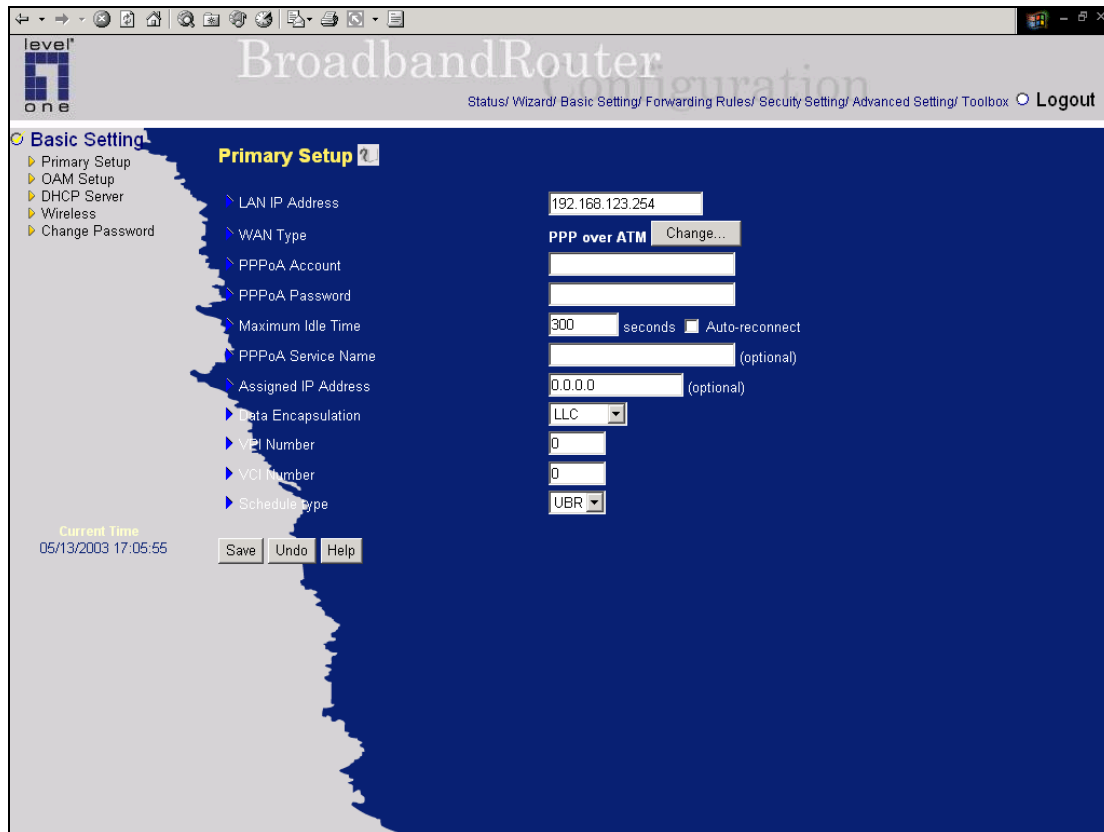 level one
BroadbandRouter
Configuration
Status/ Wizard/ Basic Setting/ Forwarding Rules/ Secuity Setting/ Advanced Setting/ Toolbox Logout
Basic Setting
Primary Setup
OAM Setup
DHCP Server
Wireless
Change Password
Current Time
05/13/2003 17:05:55
Primary Setup
LAN IP Address 192.168.123.254
WAN Type PPP over ATM Change...
PPPoA Account
PPPoA Password
Maximum Idle Time 300 seconds Auto-reconnect
PPPoA Service Name (optional)
Assigned IP Address 0.0.0.0 (optional)
Data Encapsulation LLC
VPI Number 0
VCI Number 0
Schedule type UBR
Save Undo Help